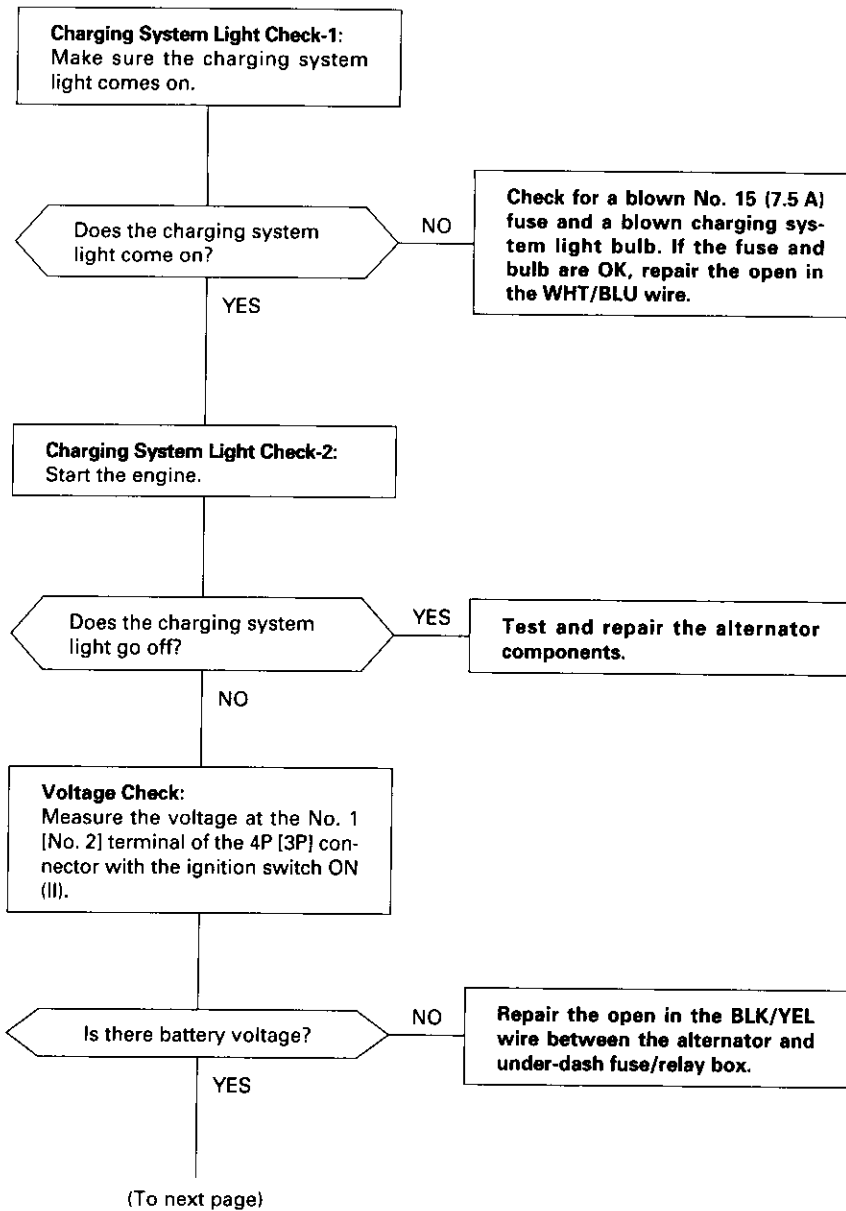 Charging System Light Check-1:
Make sure the charging system
light comes on.
Does the charging system
light come on?
NO
Check for a blown No. 15 (7.5 A)
fuse and a blown charging sys-
tem light bulb. If the fuse and
bulb are OK, repair the open in
the WHT/BLU wire.
YES
Charging System Light Check-2:
Start the engine.
Does the charging system
light go off?
YES
Test and repair the alternator
components.
NO
Voltage Check:
Measure the voltage at the No. 1
[No. 2] terminal of the 4P [3P] con-
nector with the ignition switch ON
(II).
Is there battery voltage?
NO
Repair the open in the BLK/YEL
wire between the alternator and
under-dash fuse/relay box.
YES
(To next page)